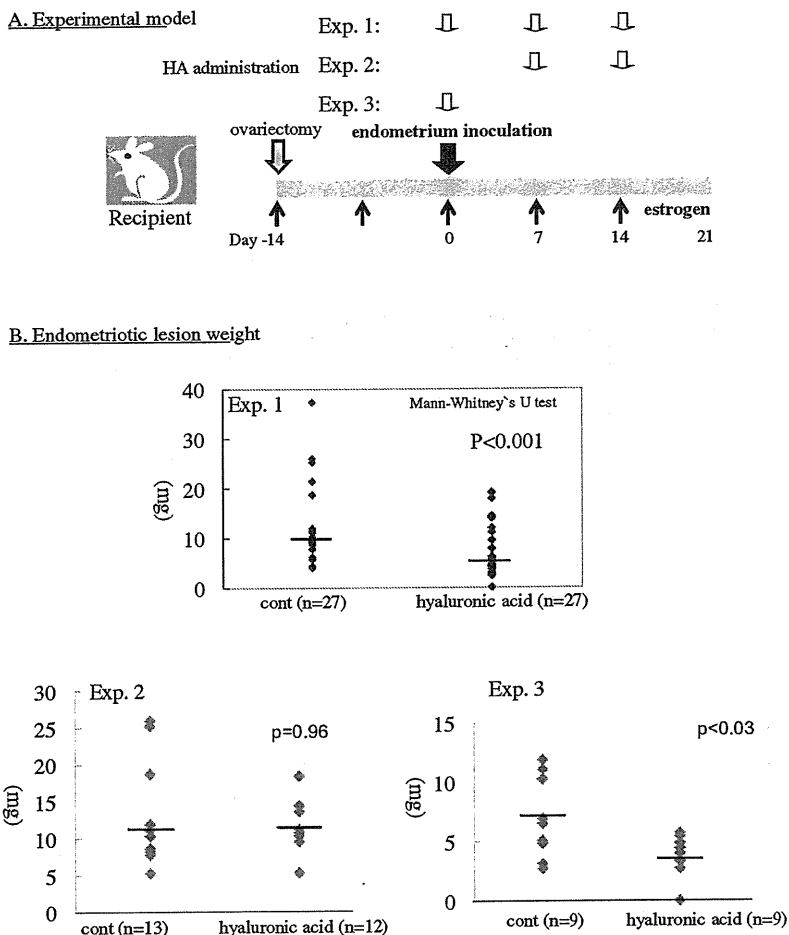 A. Experimental model
Exp. 1:
HA administration Exp. 2:
Exp. 3:
ovariectomy endometrium inoculation
Recipient
estrogen
Day -14 0 7 14 21
B. Endometriotic lesion weight
40
30
20
10
0
(mg)
Exp. 1
Mann-Whitney`s U test
P<0.001
cont (n=27) hyaluronic acid (n=27)
30
25
20
15
10
5
0
(mg)
Exp. 2
p=0.96
cont (n=13) hyaluronic acid (n=12)
Exp. 3
15
10
5
0
(mg)
p<0.03
cont (n=9) hyaluronic acid (n=9)